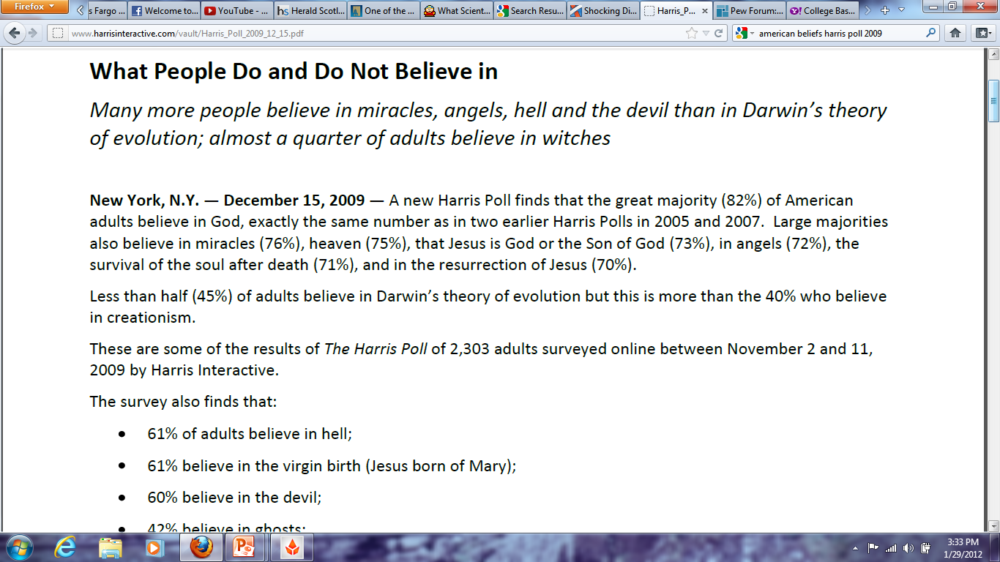 Firefox
s Fargo ...
Welcome to...
YouTube - ...
Herald Scotl...
One of the ...
What Scient...
Search Resu...
Shocking Di...
Harris_P...
Pew Forum:...
College Bas...
www.harrisinteractive.com/vault/Harris_Poll_2009_12_15.pdf
american beliefs harris poll 2009
What People Do and Do Not Believe in
Many more people believe in miracles, angels, hell and the devil than in Darwin’s theory
of evolution; almost a quarter of adults believe in witches
New York, N.Y. — December 15, 2009 — A new Harris Poll finds that the great majority (82%) of American
adults believe in God, exactly the same number as in two earlier Harris Polls in 2005 and 2007. Large majorities
also believe in miracles (76%), heaven (75%), that Jesus is God or the Son of God (73%), in angels (72%), the
survival of the soul after death (71%), and in the resurrection of Jesus (70%).
Less than half (45%) of adults believe in Darwin’s theory of evolution but this is more than the 40% who believe
in creationism.
These are some of the results of The Harris Poll of 2,303 adults surveyed online between November 2 and 11,
2009 by Harris Interactive.
The survey also finds that:
• 61% of adults believe in hell;
• 61% believe in the virgin birth (Jesus born of Mary);
• 60% believe in the devil;
• 42% believe in ghosts;
3:33 PM
1/29/2012